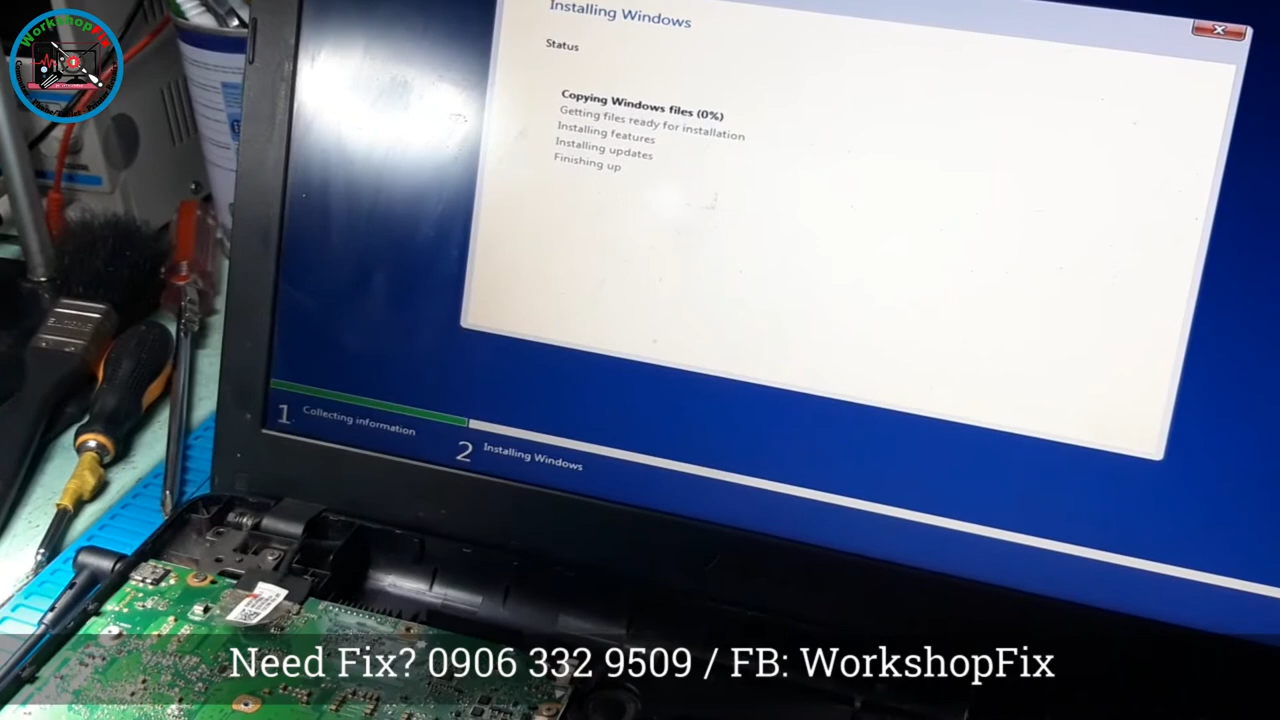 WorkshopFix
Installing Windows
Status
Copying Windows files (0%)
Getting files ready for installation
Installing features
Installing updates
Finishing up
1 Collecting information
2 Installing Windows
Need Fix? 0906 332 9509 / FB: WorkshopFix